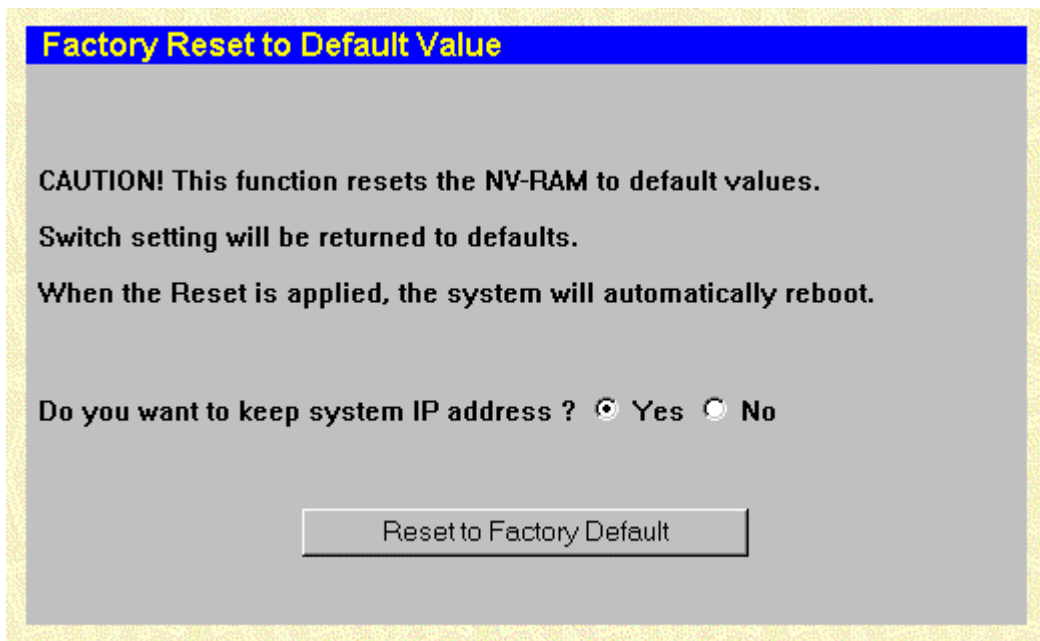 Factory Reset to Default Value
CAUTION! This function resets the NV-RAM to default values.
Switch setting will be returned to defaults.
When the Reset is applied, the system will automatically reboot.
Do you want to keep system IP address ? Yes No
Reset to Factory Default